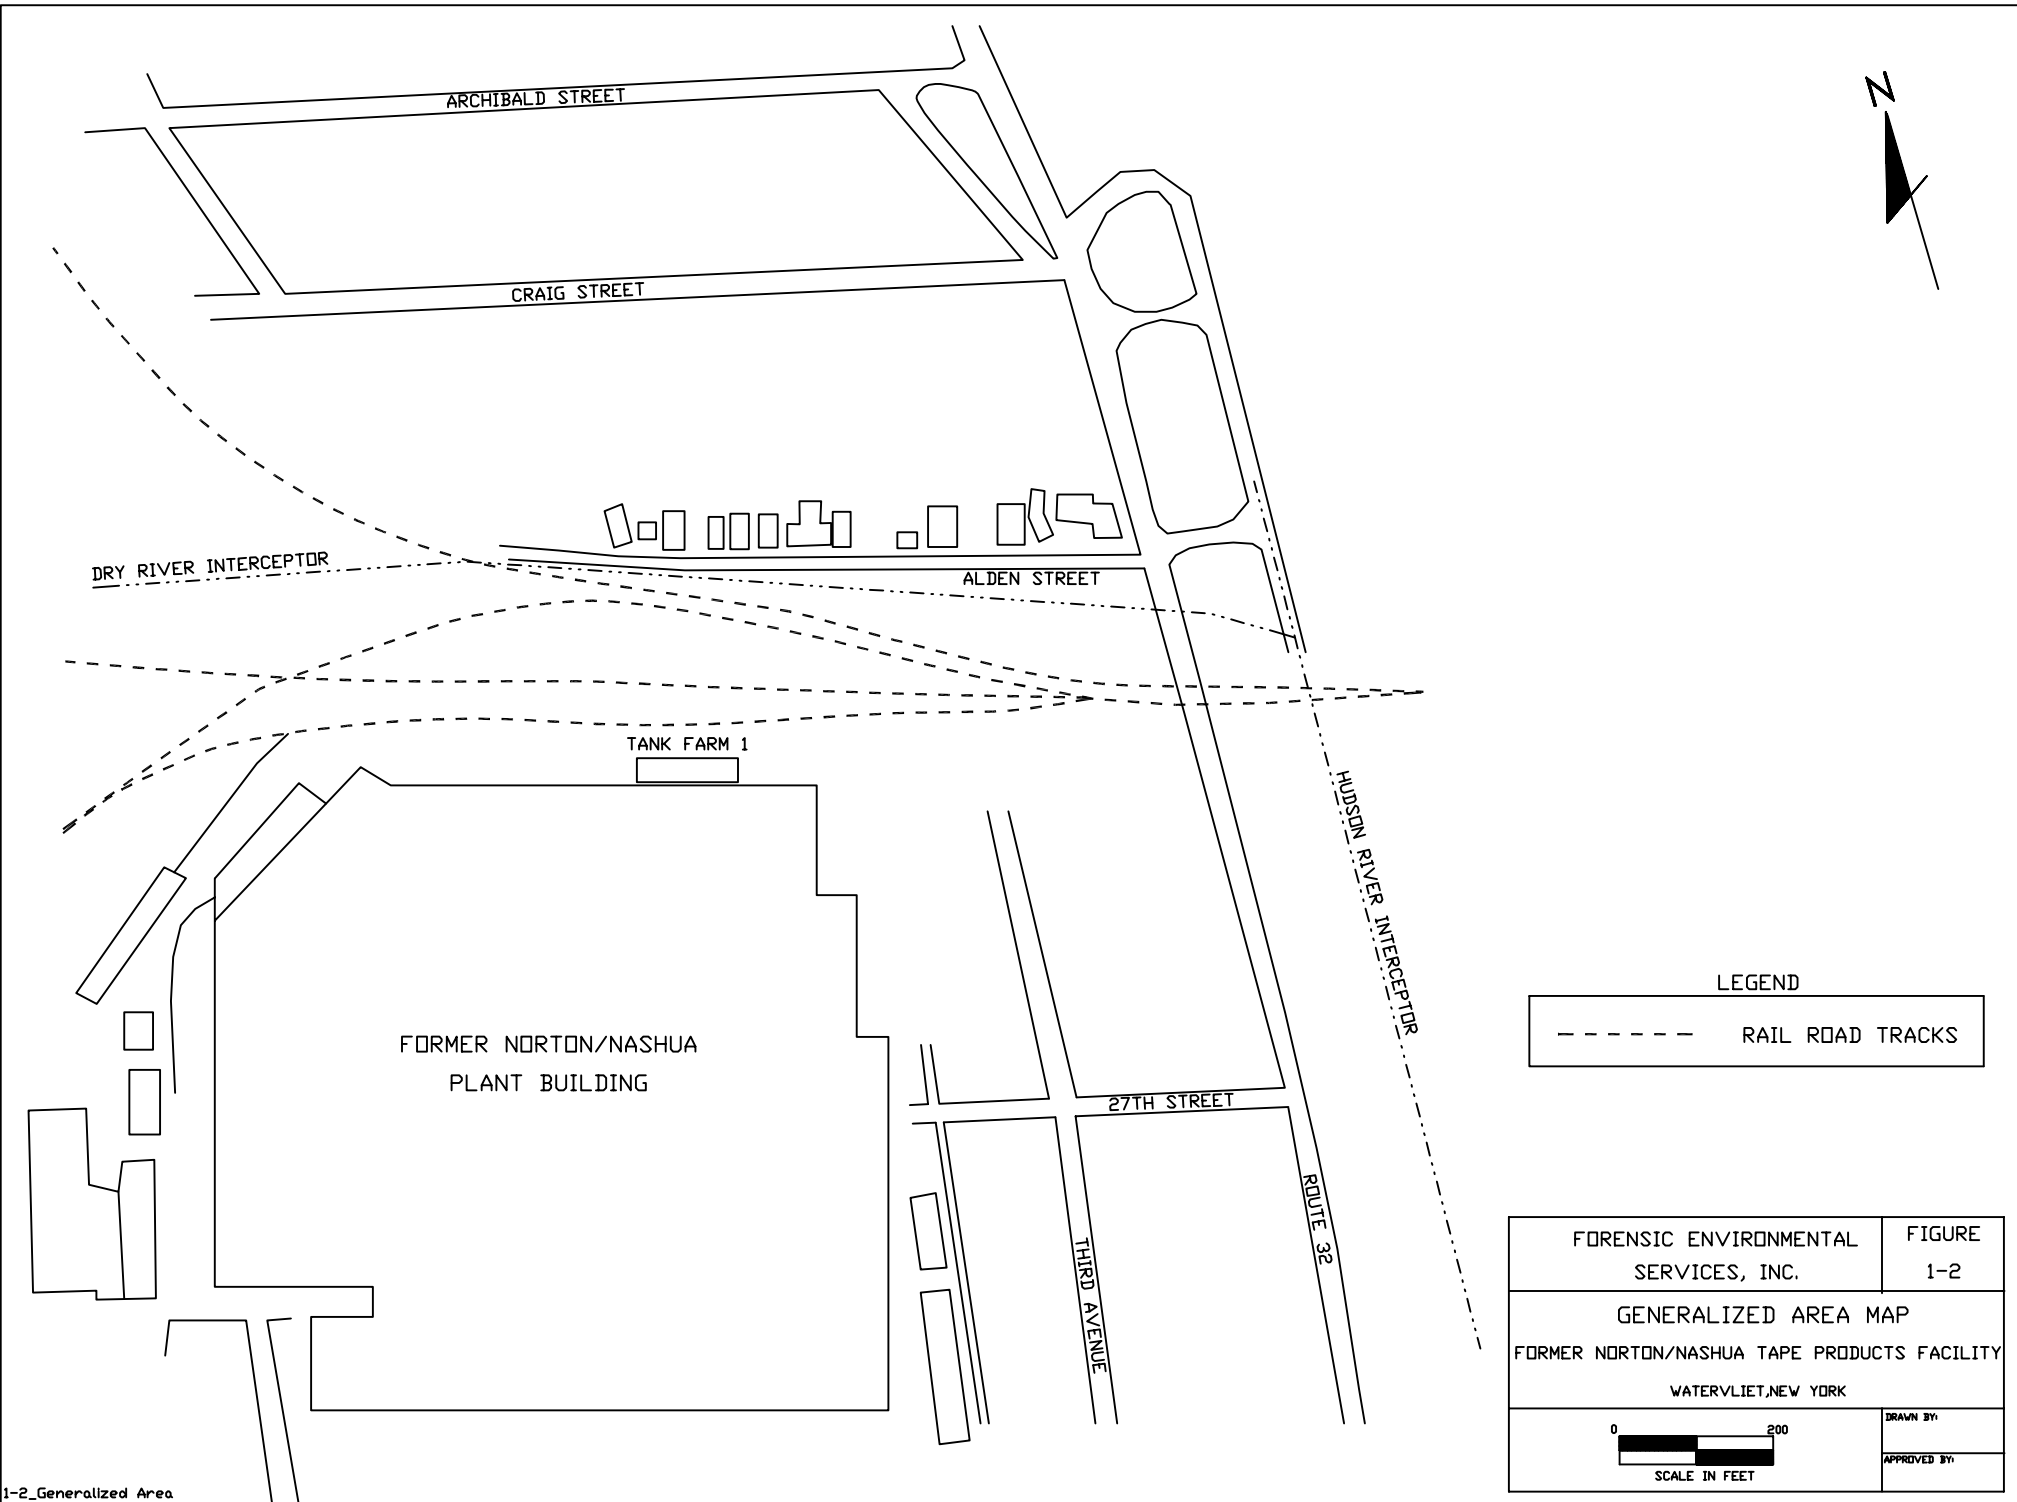 N
ARCHIBALD STREET
CRAIG STREET
DRY RIVER INTERCEPTOR
ALDEN STREET
TANK FARM 1
HUDSON RIVER INTERCEPTOR
LEGEND
RAIL ROAD TRACKS
FORMER NORTON/NASHUA
PLANT BUILDING
27TH STREET
ROUTE 32
THIRD AVENUE
FORENSIC ENVIRONMENTAL
SERVICES, INC.
FIGURE
1-2
GENERALIZED AREA MAP
FORMER NORTON/NASHUA TAPE PRODUCTS FACILITY
WATERVLIET,NEW YORK
0 200
SCALE IN FEET
DRAWN BY:
APPROVED BY:
1-2_Generalized Area